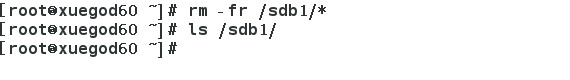 [root@xuegod60 ~]# rm -fr /sdb1/*
[root@xuegod60 ~]# ls /sdb1/
[root@xuegod60 ~]#